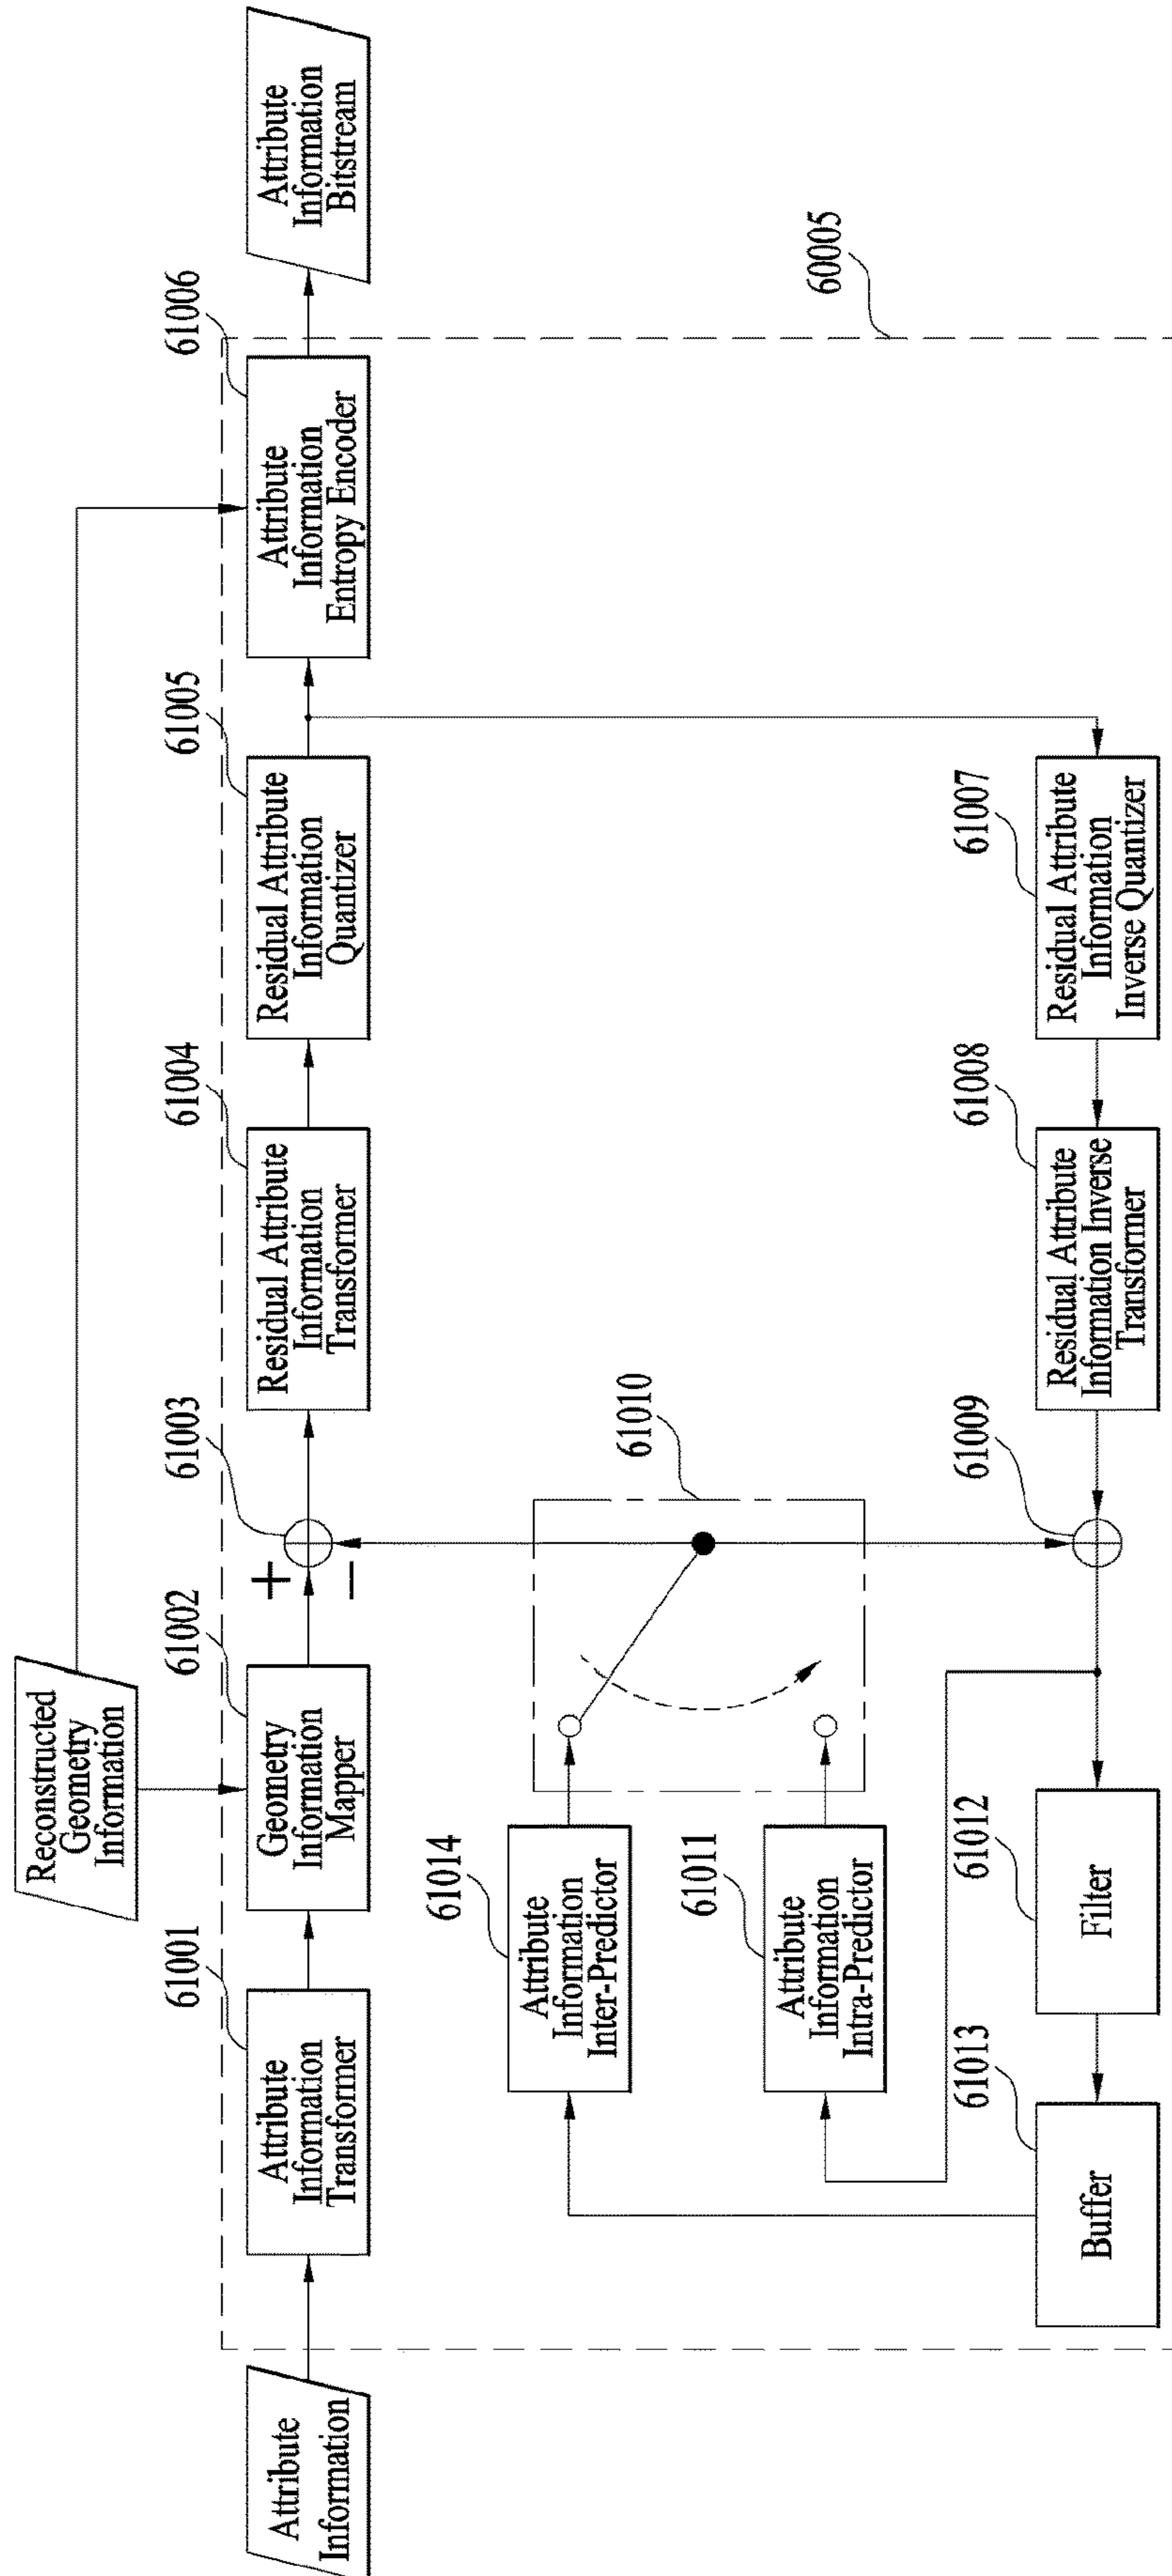 Reconstructed
Geometry
Information
Attribute
Information
61001
Attribute
Information
Transformer
61002
Geometry
Information
Mapper
61003
+
−
61004
Residual Attribute
Information
Transformer
61005
Residual Attribute
Information
Quantizer
61006
Attribute
Information
Entropy Encoder
Attribute
Information
Bitstream
60005
61014
Attribute
Information
Inter-Predictor
61010
61011
Attribute
Information
Intra-Predictor
61013
Buffer
61012
Filter
61009
61008
Residual Attribute
Information Inverse
Transformer
61007
Residual Attribute
Information
Inverse Quantizer